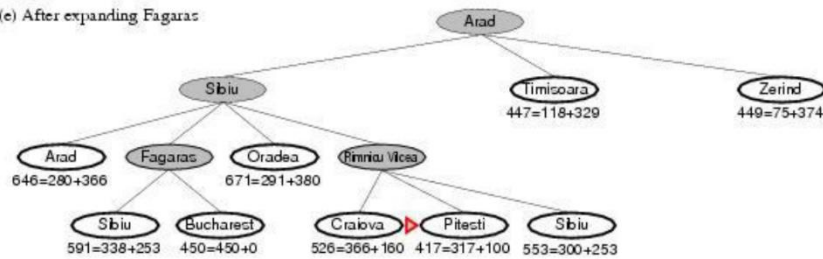 (e) After expanding Fagaras
Arad
Sibiu
Timisoara
Zerind
447=118+329
449=75+374
Arad
Fagaras
Oradea
Rimnicu Vilcea
646=280+366
671=291+380
Sibiu
Bucharest
Craiova
Pitesti
Sibiu
591=338+253
450=450+0
526=366+160
417=317+100
553=300+253